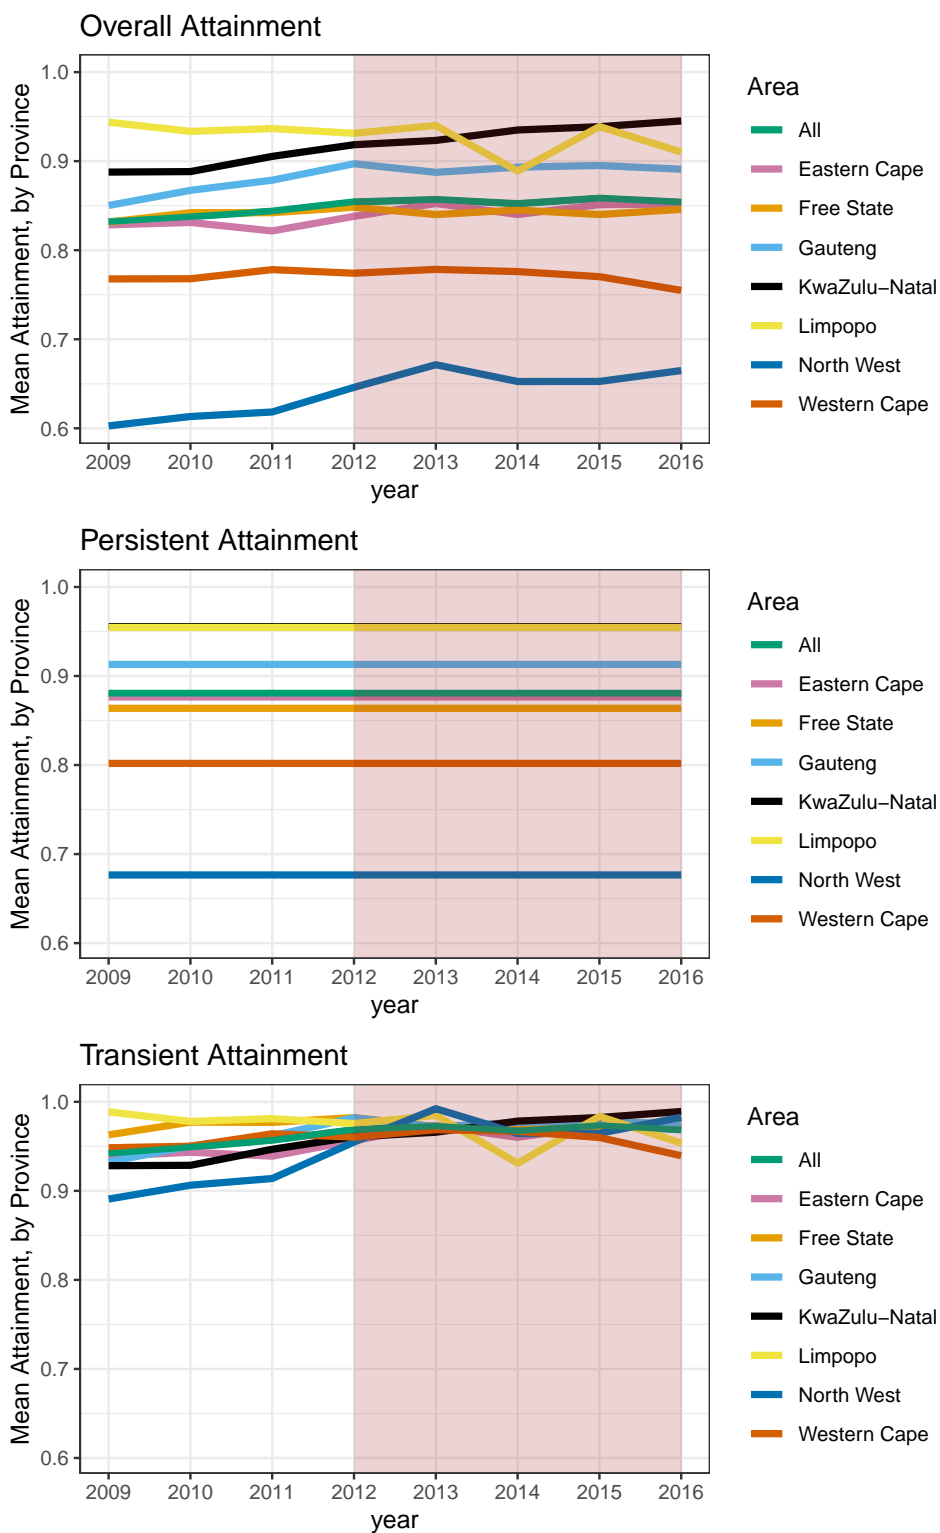 Overall Attainment
Mean Attainment, by Province
1.0
0.9
0.8
0.7
0.6
2009 2010 2011 2012 2013 2014 2015 2016
year
Area
All
Eastern Cape
Free State
Gauteng
KwaZulu−Natal
Limpopo
North West
Western Cape
Persistent Attainment
Mean Attainment, by Province
1.0
0.9
0.8
0.7
0.6
2009 2010 2011 2012 2013 2014 2015 2016
year
Area
All
Eastern Cape
Free State
Gauteng
KwaZulu−Natal
Limpopo
North West
Western Cape
Transient Attainment
Mean Attainment, by Province
1.0
0.9
0.8
0.7
0.6
2009 2010 2011 2012 2013 2014 2015 2016
year
Area
All
Eastern Cape
Free State
Gauteng
KwaZulu−Natal
Limpopo
North West
Western Cape